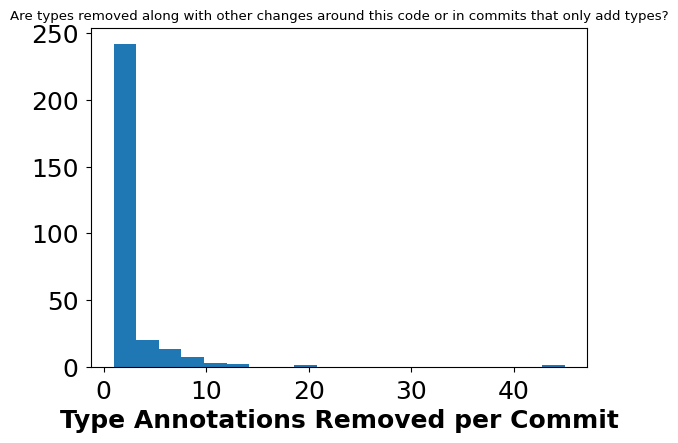 Are types removed along with other changes around this code or in commits that only add types?
250
200
150
100
50
0
0 10 20 30 40
Type Annotations Removed per Commit